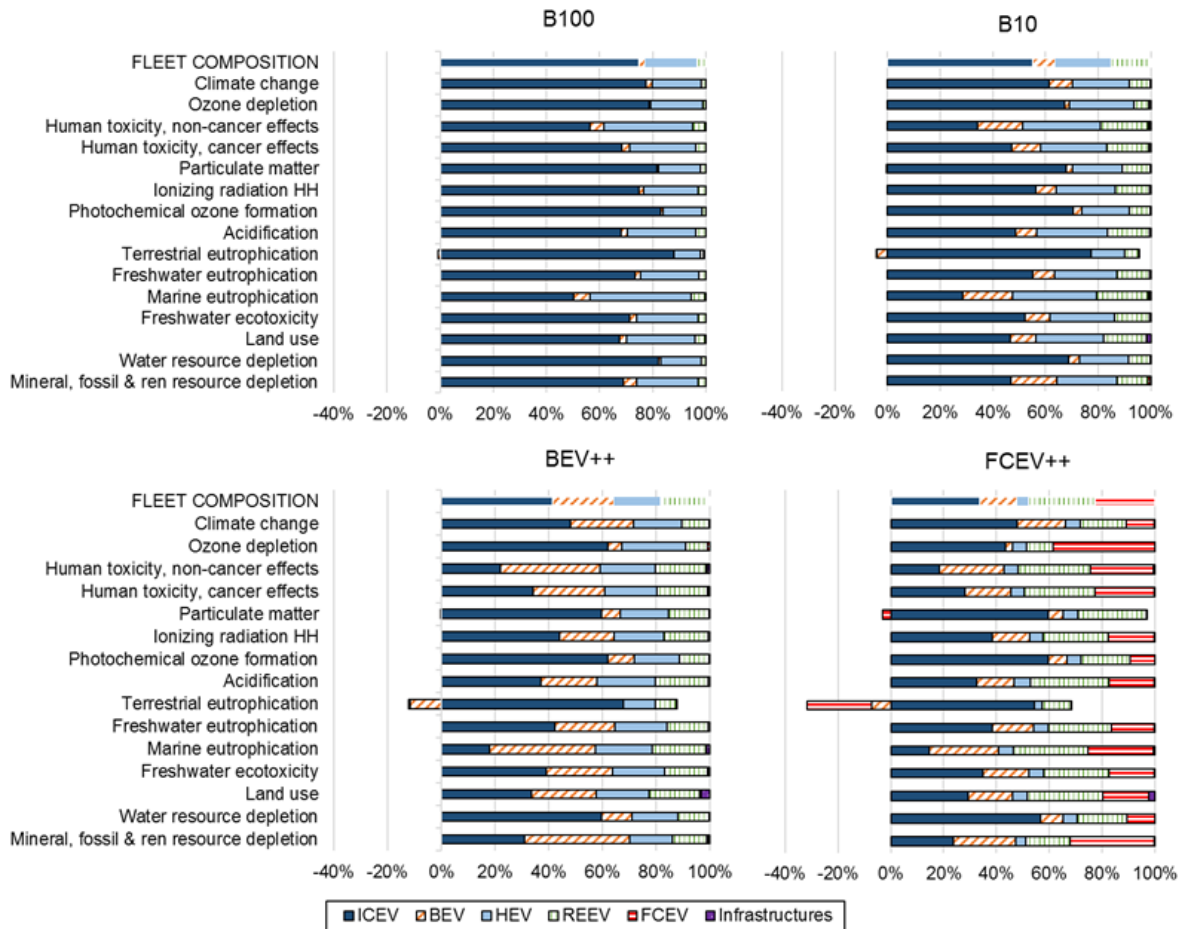 B100
FLEET COMPOSITION
Climate change
Ozone depletion
Human toxicity, non-cancer effects
Human toxicity, cancer effects
Particulate matter
Ionizing radiation HH
Photochemical ozone formation
Acidification
Terrestrial eutrophication
Freshwater eutrophication
Marine eutrophication
Freshwater ecotoxicity
Land use
Water resource depletion
Mineral, fossil & ren resource depletion
-40% -20% 0% 20% 40% 60% 80% 100%
B10
-40% -20% 0% 20% 40% 60% 80% 100%
BEV++
FLEET COMPOSITION
Climate change
Ozone depletion
Human toxicity, non-cancer effects
Human toxicity, cancer effects
Particulate matter
Ionizing radiation HH
Photochemical ozone formation
Acidification
Terrestrial eutrophication
Freshwater eutrophication
Marine eutrophication
Freshwater ecotoxicity
Land use
Water resource depletion
Mineral, fossil & ren resource depletion
-40% -20% 0% 20% 40% 60% 80% 100%
FCEV++
-40% -20% 0% 20% 40% 60% 80% 100%
ICEV BEV HEV REEV FCEV Infrastructures